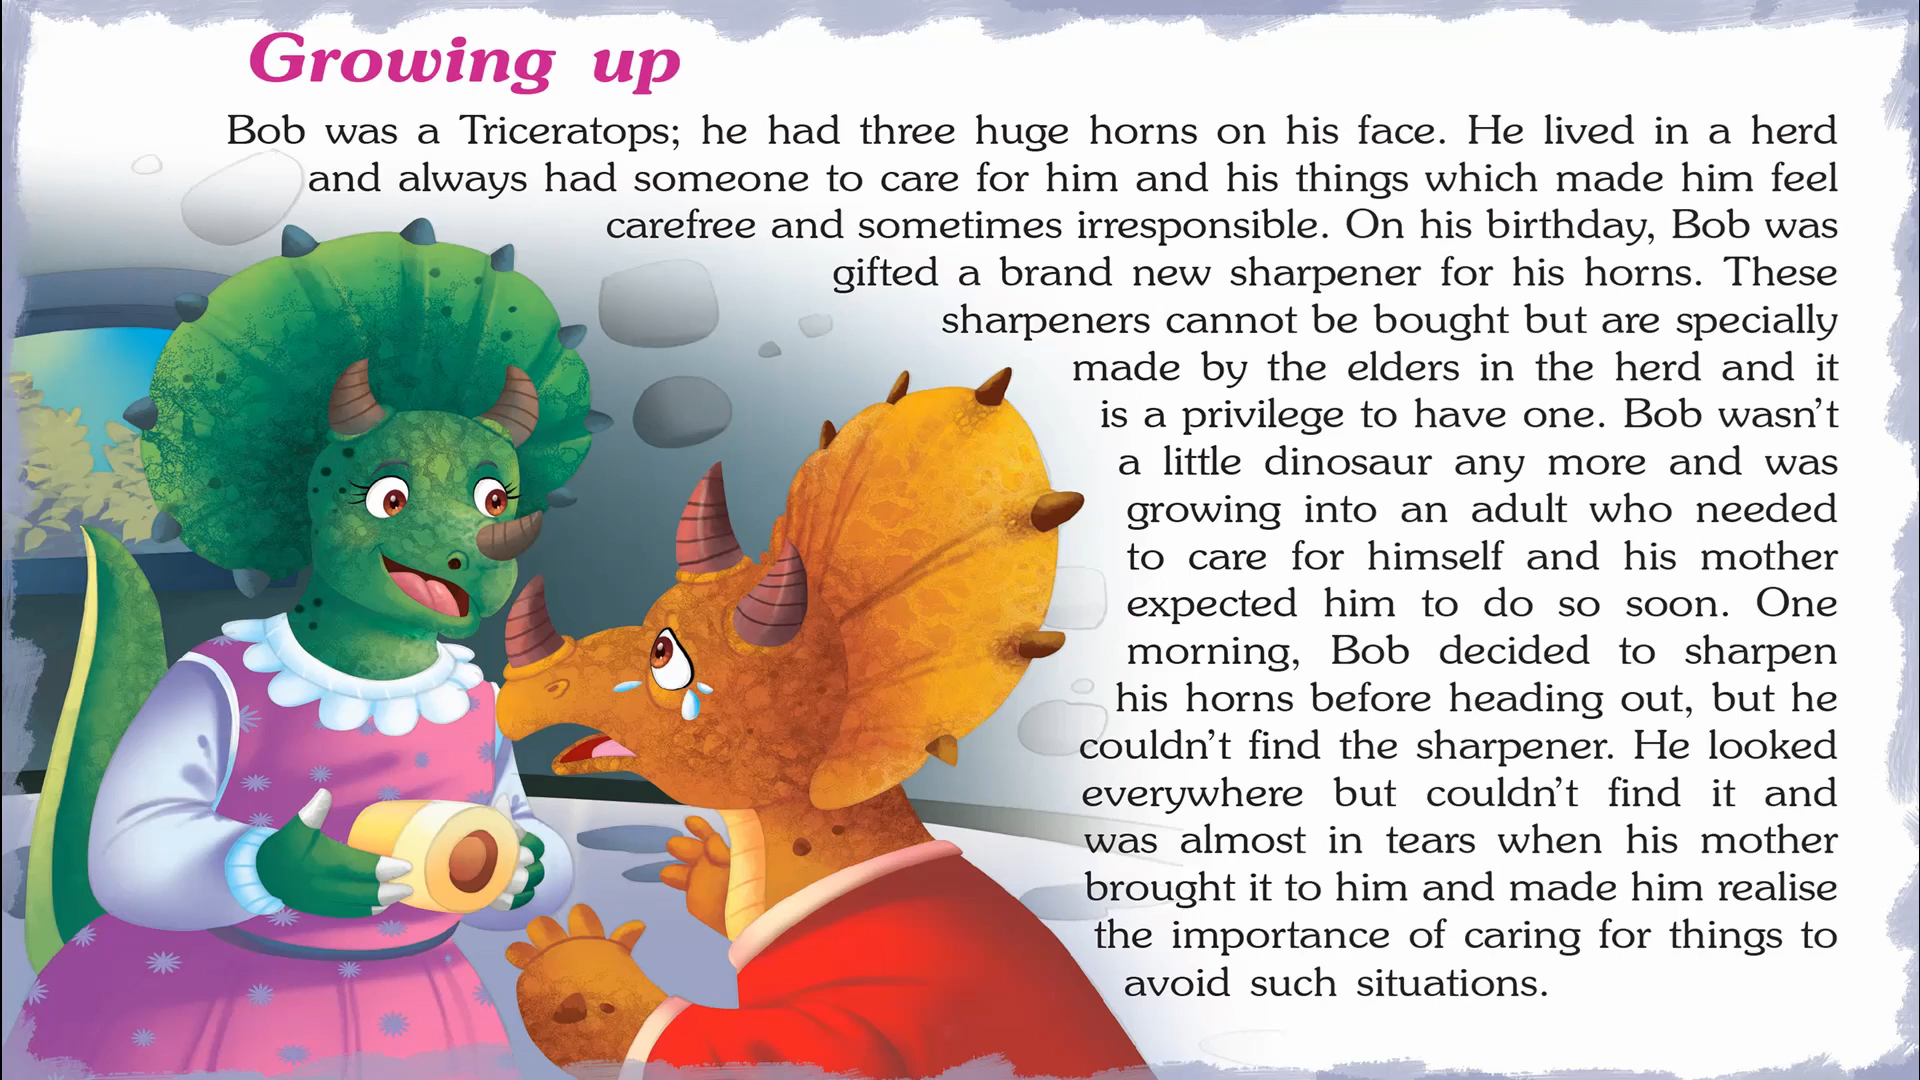 Growing up
Bob was a Triceratops; he had three huge horns on his face. He lived in a herd
and always had someone to care for him and his things which made him feel
carefree and sometimes irresponsible. On his birthday, Bob was
gifted a brand new sharpener for his horns. These
sharpeners cannot be bought but are specially
made by the elders in the herd and it
is a privilege to have one. Bob wasn’t
a little dinosaur any more and was
growing into an adult who needed
to care for himself and his mother
expected him to do so soon. One
morning, Bob decided to sharpen
his horns before heading out, but he
couldn’t find the sharpener. He looked
everywhere but couldn’t find it and
was almost in tears when his mother
brought it to him and made him realise
the importance of caring for things to
avoid such situations.